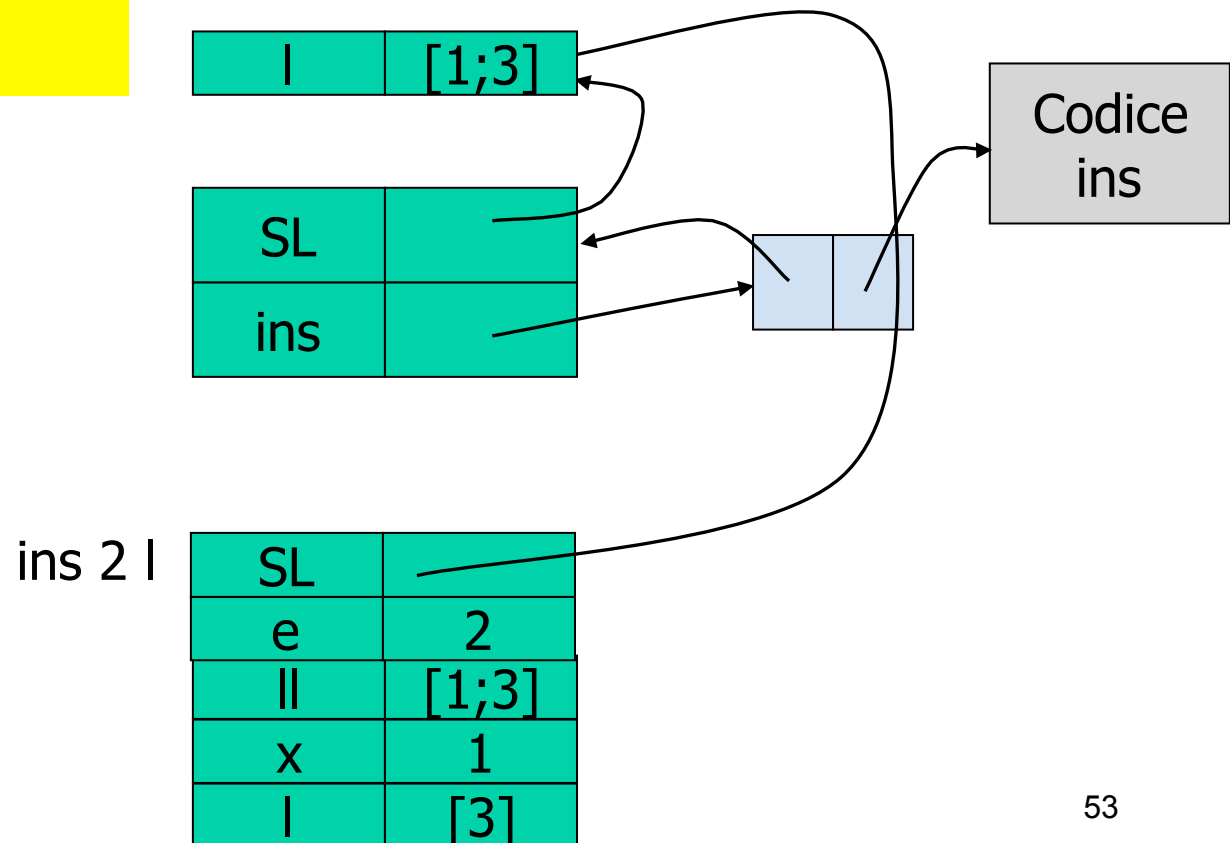 l [1;3]
Codice
ins
SL
ins
ins 2 l
SL
e 2
ll [1;3]
x 1
l [3]
53